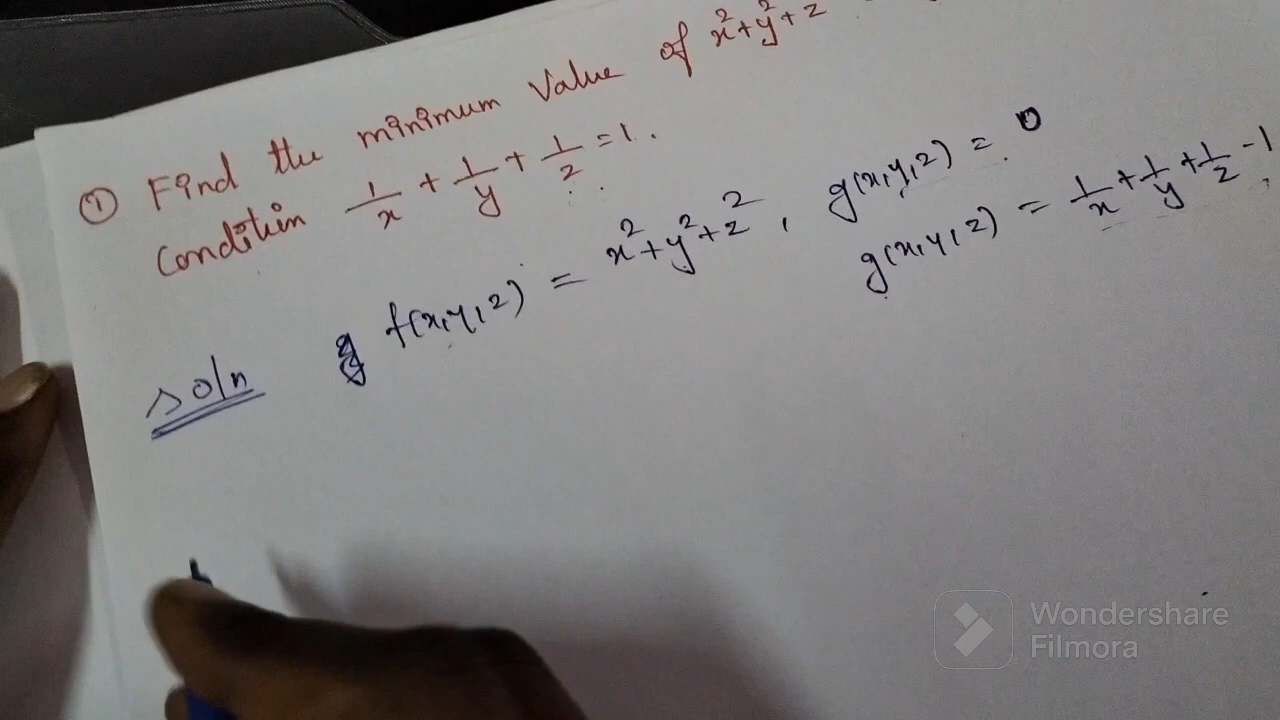 ① Find the minimum value of x²+y²+z
Condition 1/x + 1/y + 1/z = 1.
soln f(x,y,z) = x²+y²+z², g(x,y,z) = 0
g(x,y,z) = 1/x + 1/y + 1/z - 1
Wondershare
Filmora